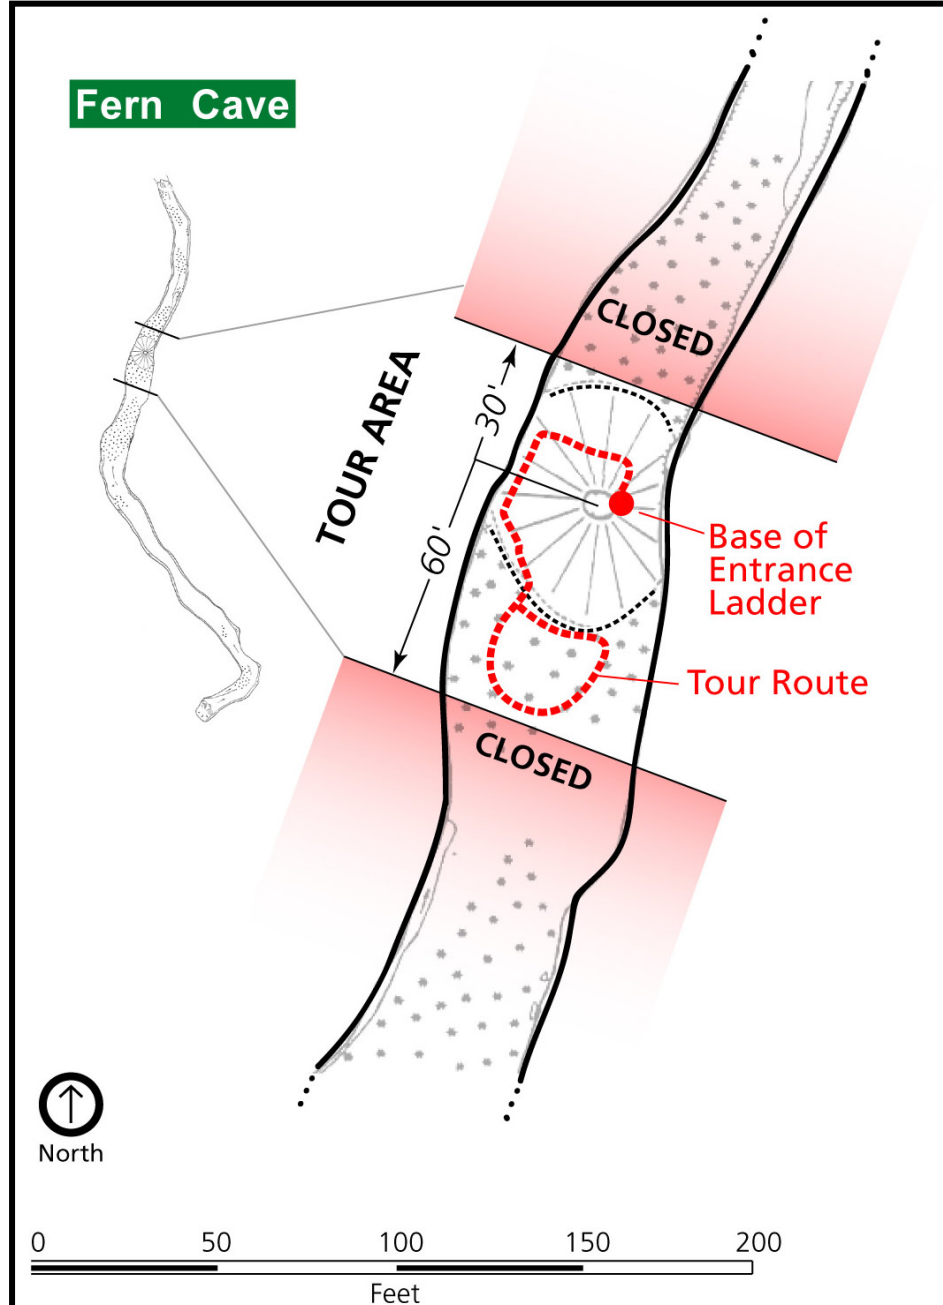 Fern Cave
CLOSED
TOUR AREA
30'
60'
Base of
Entrance
Ladder
Tour Route
CLOSED
North
0 50 100 150 200
Feet